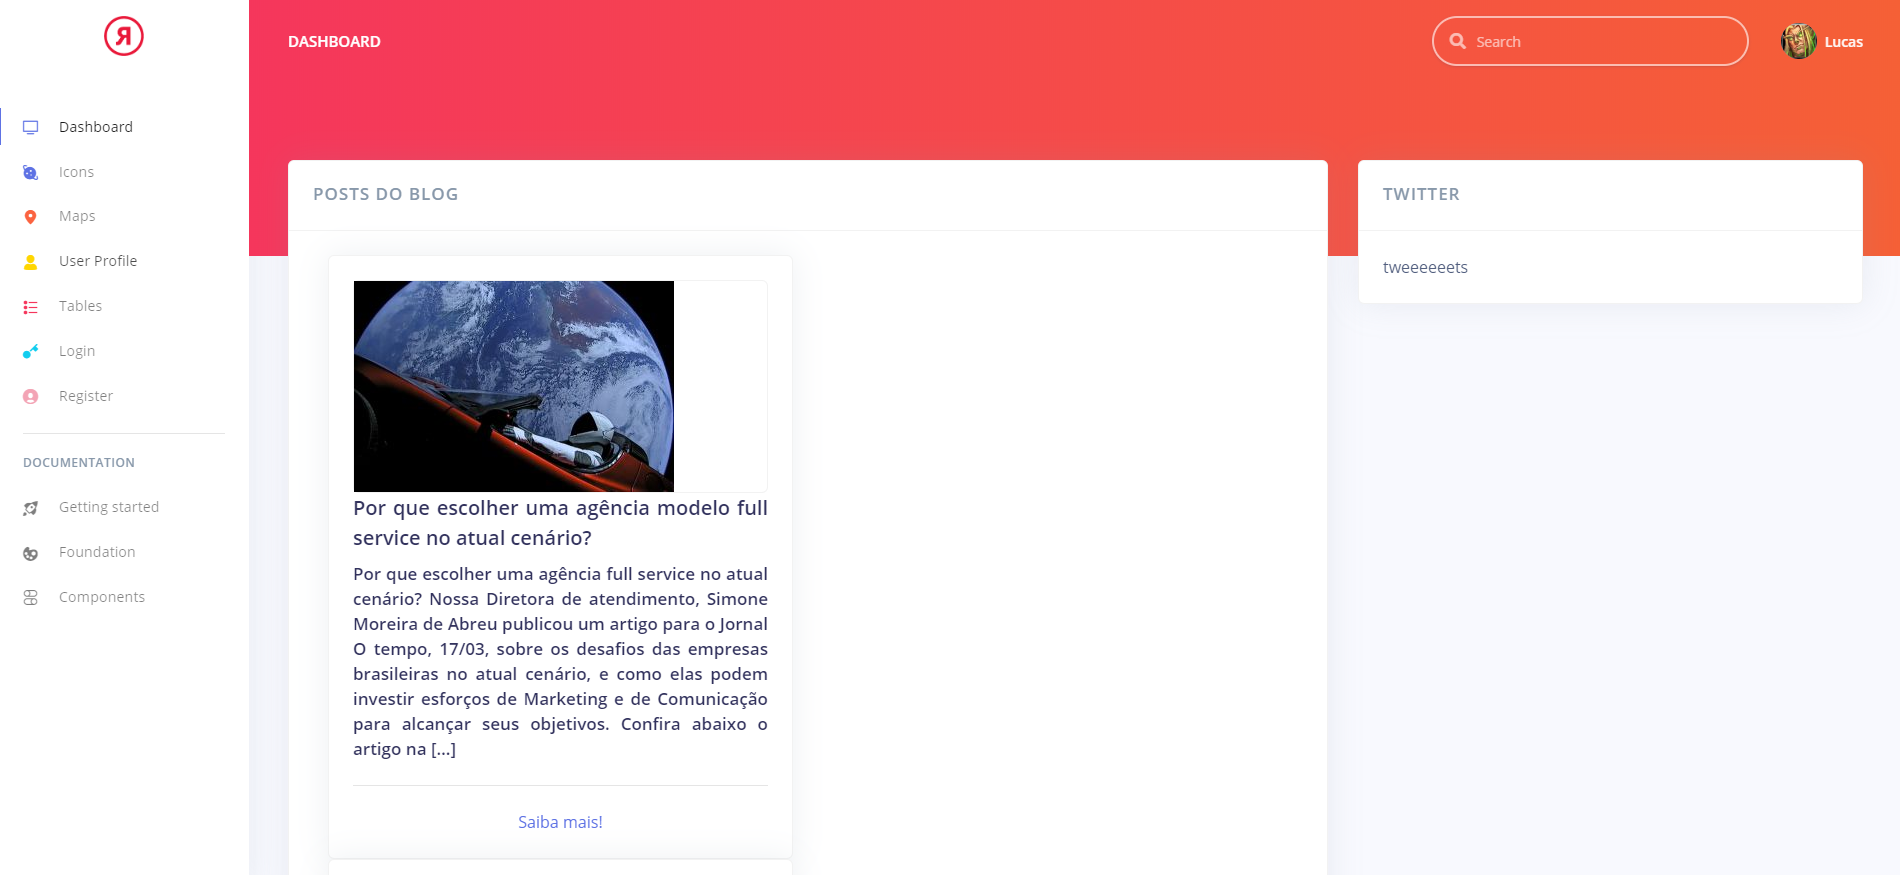 Я
DASHBOARD
Search
Lucas
Dashboard
Icons
Maps
User Profile
Tables
Login
Register
DOCUMENTATION
Getting started
Foundation
Components
POSTS DO BLOG
Por que escolher uma agência modelo full
service no atual cenário?
Por que escolher uma agência full service no atual
cenário? Nossa Diretora de atendimento, Simone
Moreira de Abreu publicou um artigo para o Jornal
O tempo, 17/03, sobre os desafios das empresas
brasileiras no atual cenário, e como elas podem
investir esforços de Marketing e de Comunicação
para alcançar seus objetivos. Confira abaixo o
artigo na [...]
Saiba mais!
TWITTER
tweeeeeets